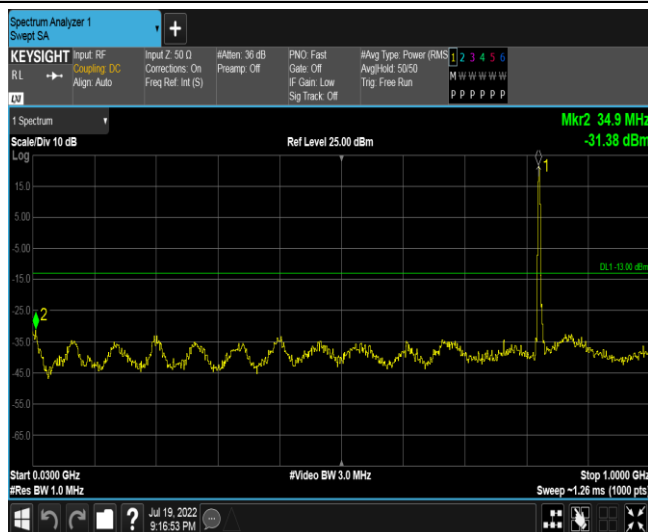 Spectrum Analyzer 1
Swept SA
+
KEYSIGHT
RL
LXI
Input: RF
Coupling: DC
Align: Auto
Input Z: 50 Ω
Corrections: On
Freq Ref: Int (S)
#Atten: 36 dB
Preamp: Off
PNO: Fast
Gate: Off
IF Gain: Low
Sig Track: Off
#Avg Type: Power (RMS
Avg|Hold: 50/50
Trig: Free Run
1 2 3 4 5 6
M W W W W W
P P P P P P
1 Spectrum
Scale/Div 10 dB
Log
Ref Level 25.00 dBm
Mkr2 34.9 MHz
-31.38 dBm
1
15.0
5.00
-5.00
DL1 -13.00 dBm
-15.0
-25.0
2
-35.0
-45.0
-55.0
-65.0
Start 0.0300 GHz
#Res BW 1.0 MHz
#Video BW 3.0 MHz
Stop 1.0000 GHz
Sweep ~1.26 ms (1000 pts)
?
Jul 19, 2022
9:16:53 PM